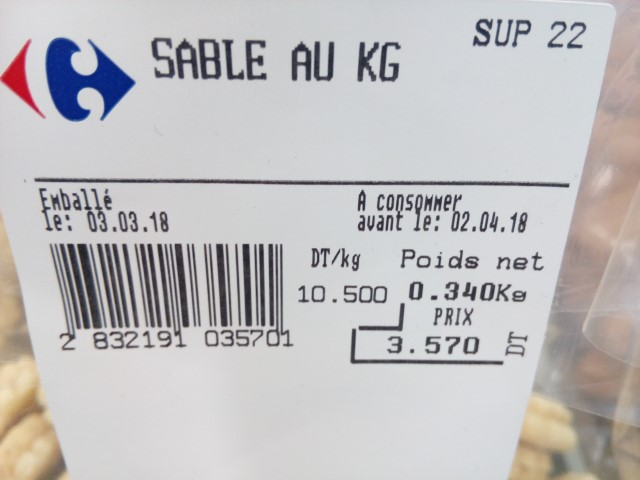 SUP 22
SABLE AU KG
Emballé
le: 03.03.18
A consommer
avant le: 02.04.18
DT/kg
Poids net
10.500
0.340Kg
PRIX
3.570
DT
2 832191 035701